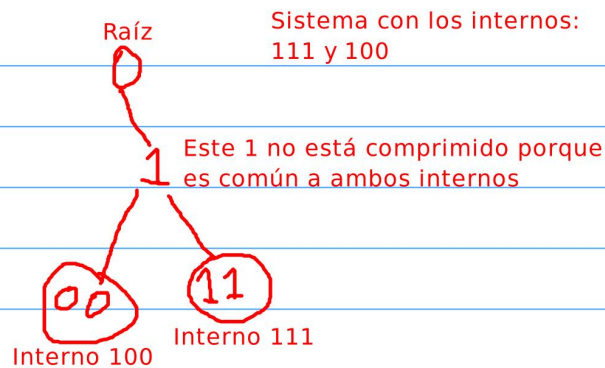 Sistema con los internos:
111 y 100
Raíz
0
1
Este 1 no está comprimido porque
es común a ambos internos
00
11
Interno 100
Interno 111